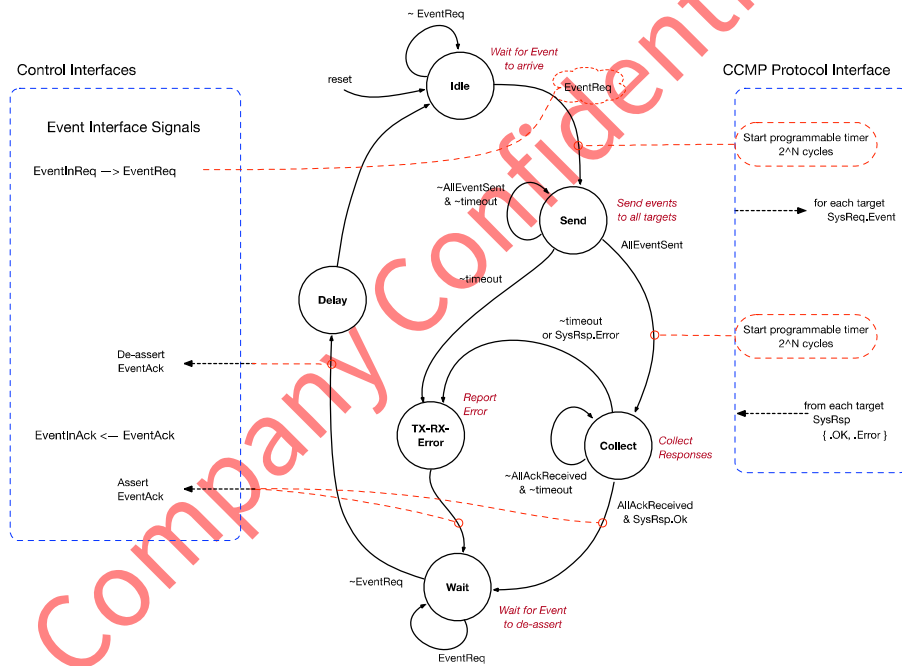 ~ EventReq
Wait for Event
to arrive
Control Interfaces
reset
Idle
EventReq
CCMP Protocol Interface
Event Interface Signals
Start programmable timer
2^N cycles
EventInReq —> EventReq
~AllEventSent
& ~timeout
Send events
to all targets
for each target
SysReq.Event
Send
AllEventSent
~timeout
Delay
~timeout
or SysRsp.Error
Start programmable timer
2^N cycles
De-assert
EventAck
Report
Error
from each target
SysRsp
{ .OK, .Error }
TX-RX-
Error
EventInAck <— EventAck
Collect
Collect
Responses
~AllAckReceived
& ~timeout
Assert
EventAck
AllAckReceived
& SysRsp.Ok
~EventReq
Wait
Wait for Event
to de-assert
EventReq
Company Confidenti